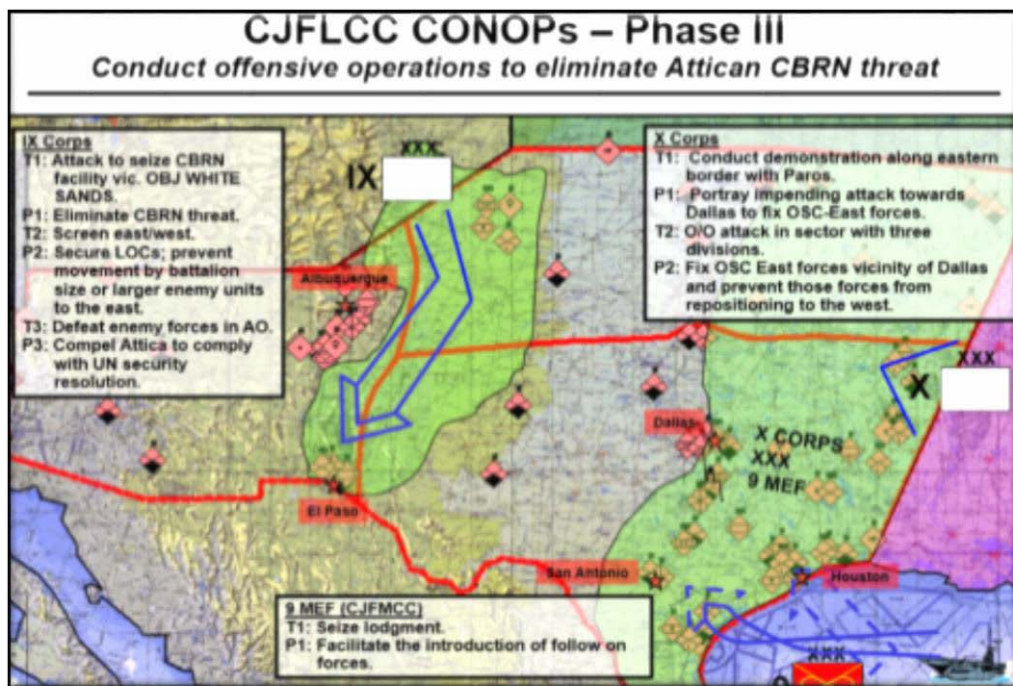 CJFLCC CONOPs – Phase III
Conduct offensive operations to eliminate Attican CBRN threat
IX Corps
T1: Attack to seize CBRN
facility vic. OBJ WHITE
SANDS.
P1: Eliminate CBRN threat.
T2: Screen east/west.
P2: Secure LOCs; prevent
movement by battalion
size or larger enemy units
to the east.
T3: Defeat enemy forces in AO.
P3: Compel Attica to comply
with UN security
resolution.
XXX
IX
X Corps
T1: Conduct demonstration along eastern
border with Paros.
P1: Portray impending attack towards
Dallas to fix OSC-East forces.
T2: O/O attack in sector with three
divisions.
P2: Fix OSC East forces vicinity of Dallas
and prevent those forces from
repositioning to the west.
Albuquerque
XXX
X
Dallas
X CORPS
XXX
9 MEF
El Paso
San Antonio
Houston
9 MEF (CJFMCC)
T1: Seize lodgment.
P1: Facilitate the introduction of follow on
forces.
XXX